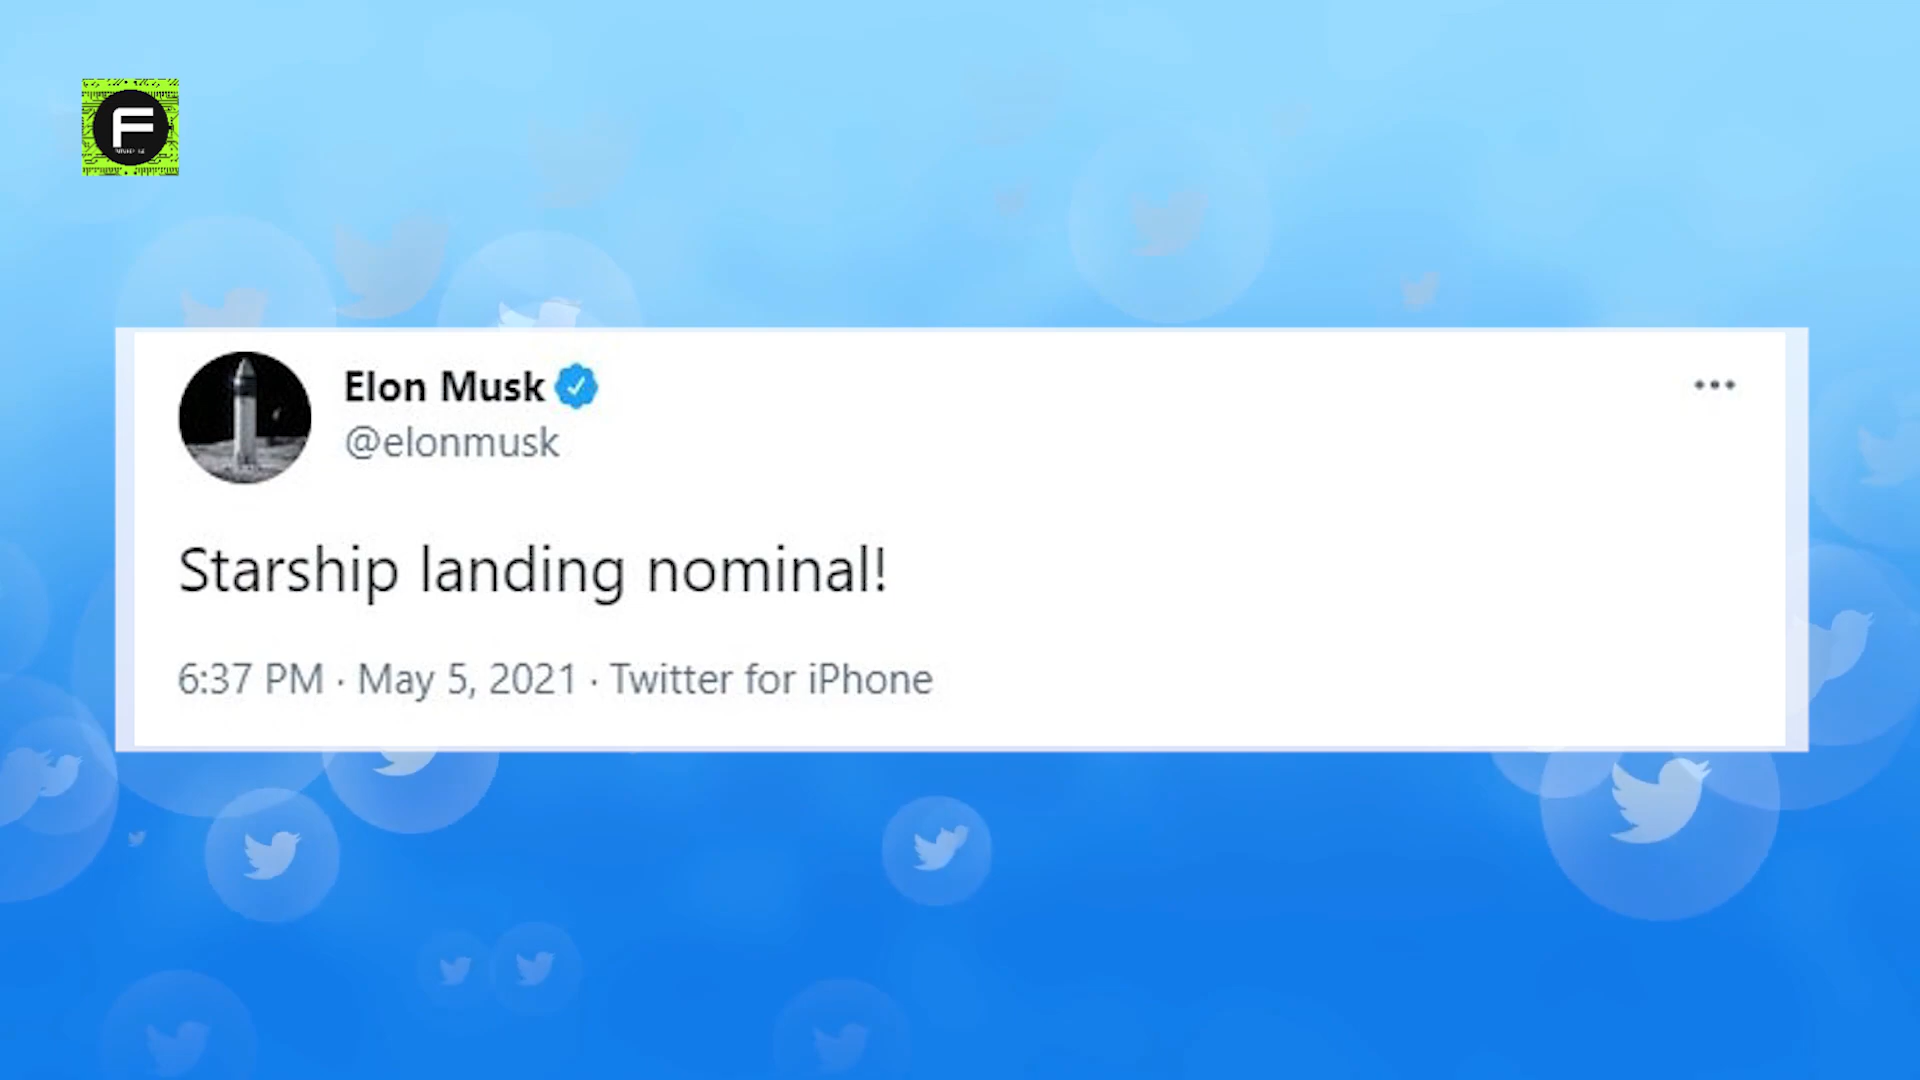 F
Elon Musk
@elonmusk
Starship landing nominal!
6:37 PM · May 5, 2021 · Twitter for iPhone